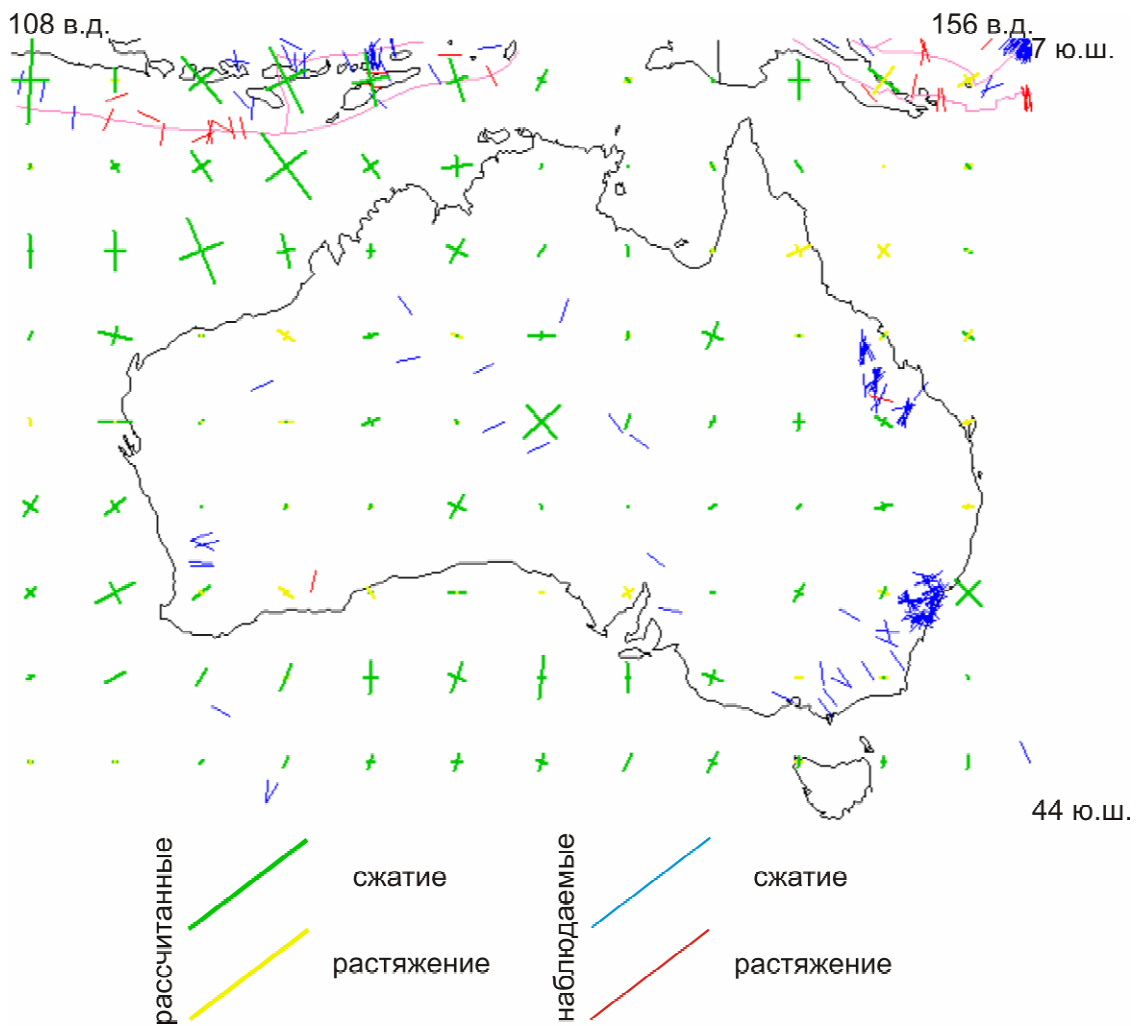 108 в.д.
156 в.д.
7 ю.ш.
44 ю.ш.
рассчитанные
сжатие
растяжение
наблюдаемые
сжатие
растяжение